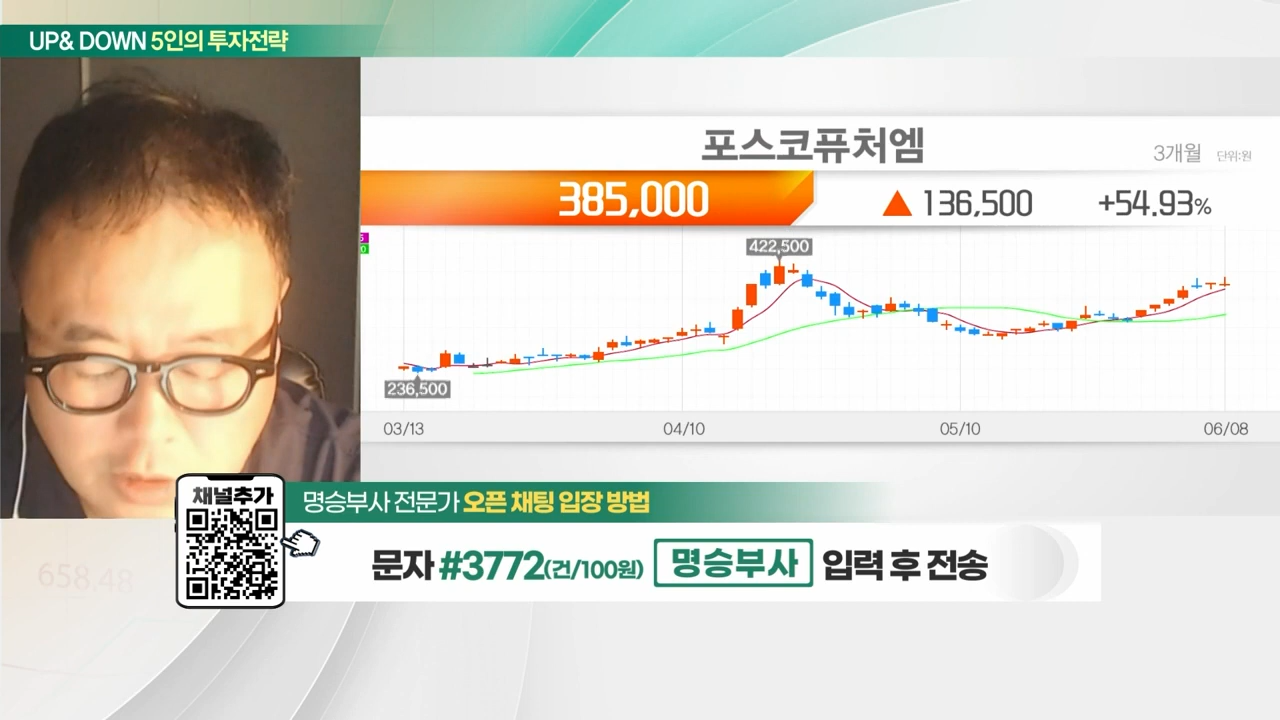 UP& DOWN 5인의 투자전략
포스코퓨처엠
3개월 단위:원
385,000 ▲ 136,500 +54.93%
422,500
236,500
03/13 04/10 05/10 06/08
채널추가
명승부사 전문가 오픈 채팅 입장 방법
문자 #3772(건/100원) 명승부사 입력 후 전송
658.48